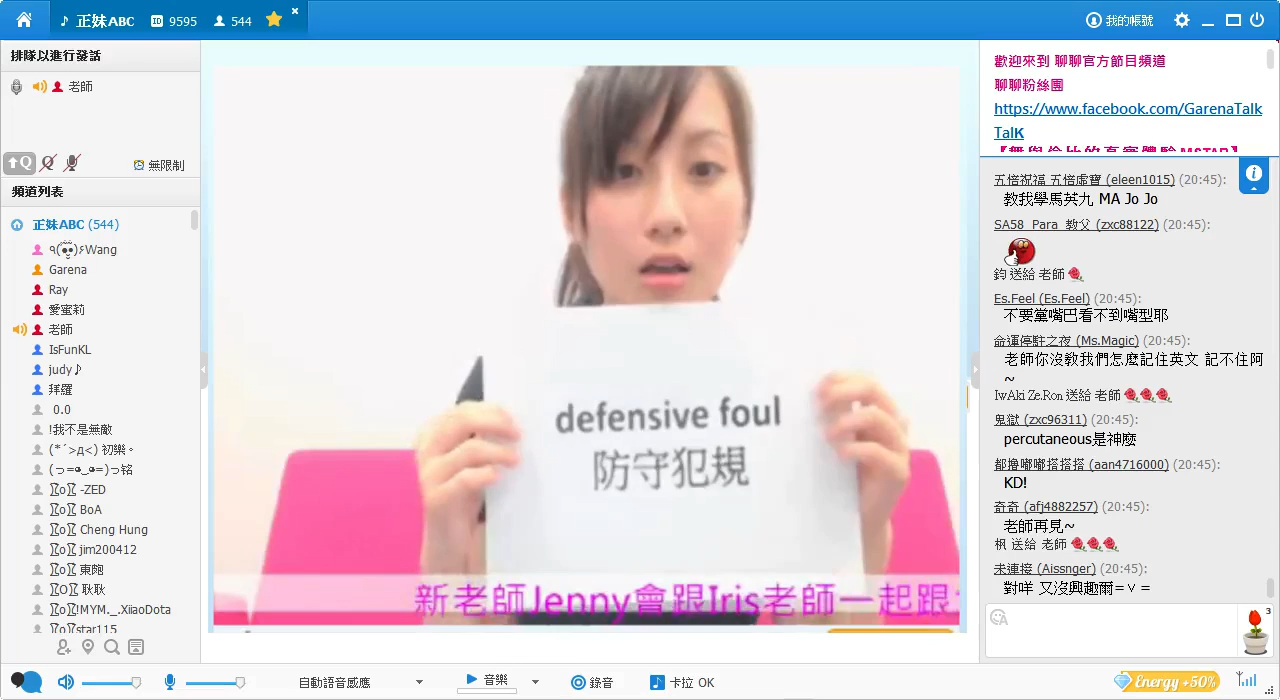 正妹ABC 9595 544
我的帳號
排隊以進行發話
老師
無限制
頻道列表
正妹ABC (544)
Garena
Ray
愛蜜莉
老師
IsFunKL
judy♪
拜羅
0.0
!我不是無敵
(*´>д<) 初樂。
-ZED
BoA
Cheng Hung
jim200412
耿耿
!MYM._.XiiaoDota
star115
defensive foul
防守犯規
新老師Jenny會跟Iris老師一起跟
歡迎來到 聊聊官方節目頻道
聊聊粉絲團
https://www.facebook.com/GarenaTalk
TalK
五倍祝福 五倍虛寶 (eleen1015) (20:45):
教我學馬英九 MA Jo Jo
SA58_Para_教父 (zxc88122) (20:45):
鈞 送給 老師
Es.Feel (Es.Feel) (20:45):
不要黨嘴巴看不到嘴型耶
命運停駐之夜 (Ms.Magic) (20:45):
老師你沒教我們怎麼記住英文 記不住阿
~
IwAki Ze.Ron 送給 老師
鬼獄 (zxc96311) (20:45):
percutaneous是神麼
都擼嘟嘟搭搭搭 (aan4716000) (20:45):
KD!
奇奇 (afj4882257) (20:45):
老師再見~
枫 送給 老師
未連接 (Aissnger) (20:45):
對咩 又沒興趣爾=ˇ=
3
自動語音感應
音樂
錄音
卡拉 OK
Energy +50%